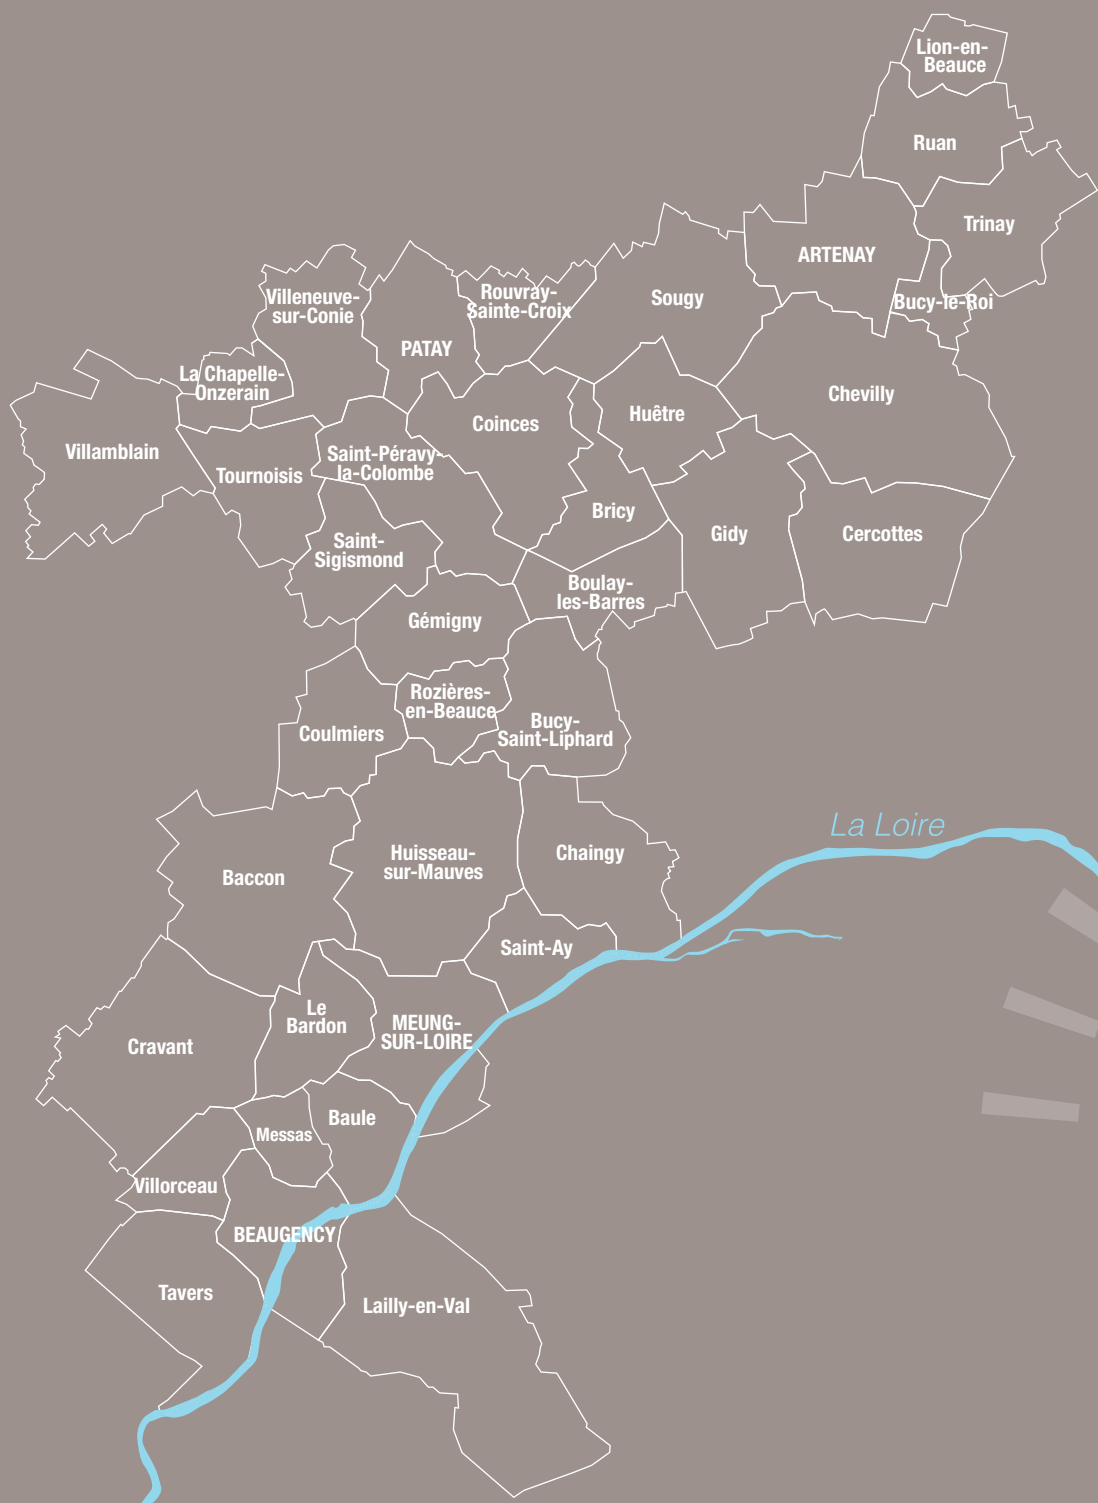 Lion-en-
Beauce
Ruan
Trinay
ARTENAY
Bucy-le-Roi
Sougy
Rouvray-
Sainte-Croix
Villeneuve-
sur-Conie
PATAY
La Chapelle-
Onzerain
Chevilly
Huêtre
Coinces
Villamblain
Saint-Péravy-
la-Colombe
Tournoisis
Bricy
Gidy
Cercottes
Saint-
Sigismond
Boulay-
les-Barres
Gémigny
Rozières-
en-Beauce
Coulmiers
Bucy-
Saint-Liphard
La Loire
Huisseau-
sur-Mauves
Chaingy
Baccon
Saint-Ay
Le
Bardon
MEUNG-
SUR-LOIRE
Cravant
Baule
Messas
Villorceau
BEAUGENCY
Tavers
Lailly-en-Val